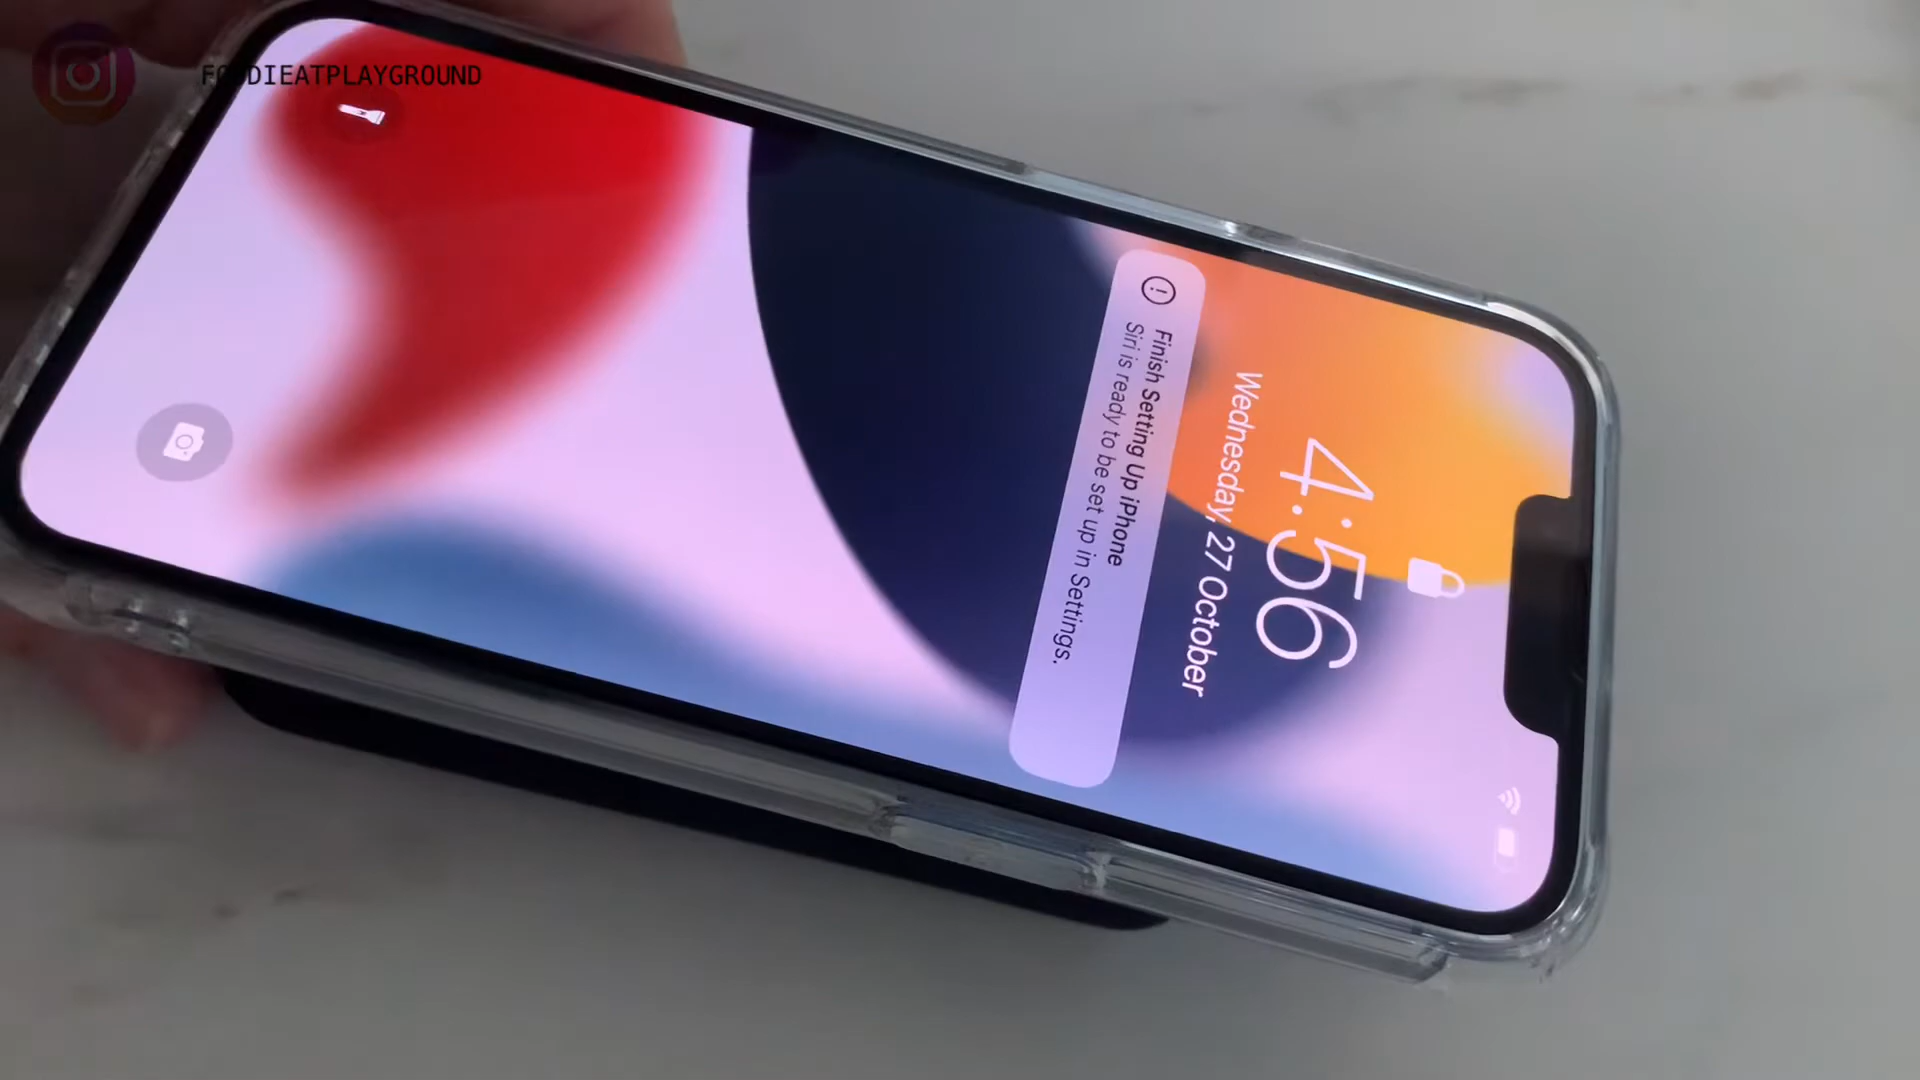 FOODIEATPLAYGROUND
4:56
Wednesday, 27 October
Finish Setting Up iPhone
Siri is ready to be set up in Settings.